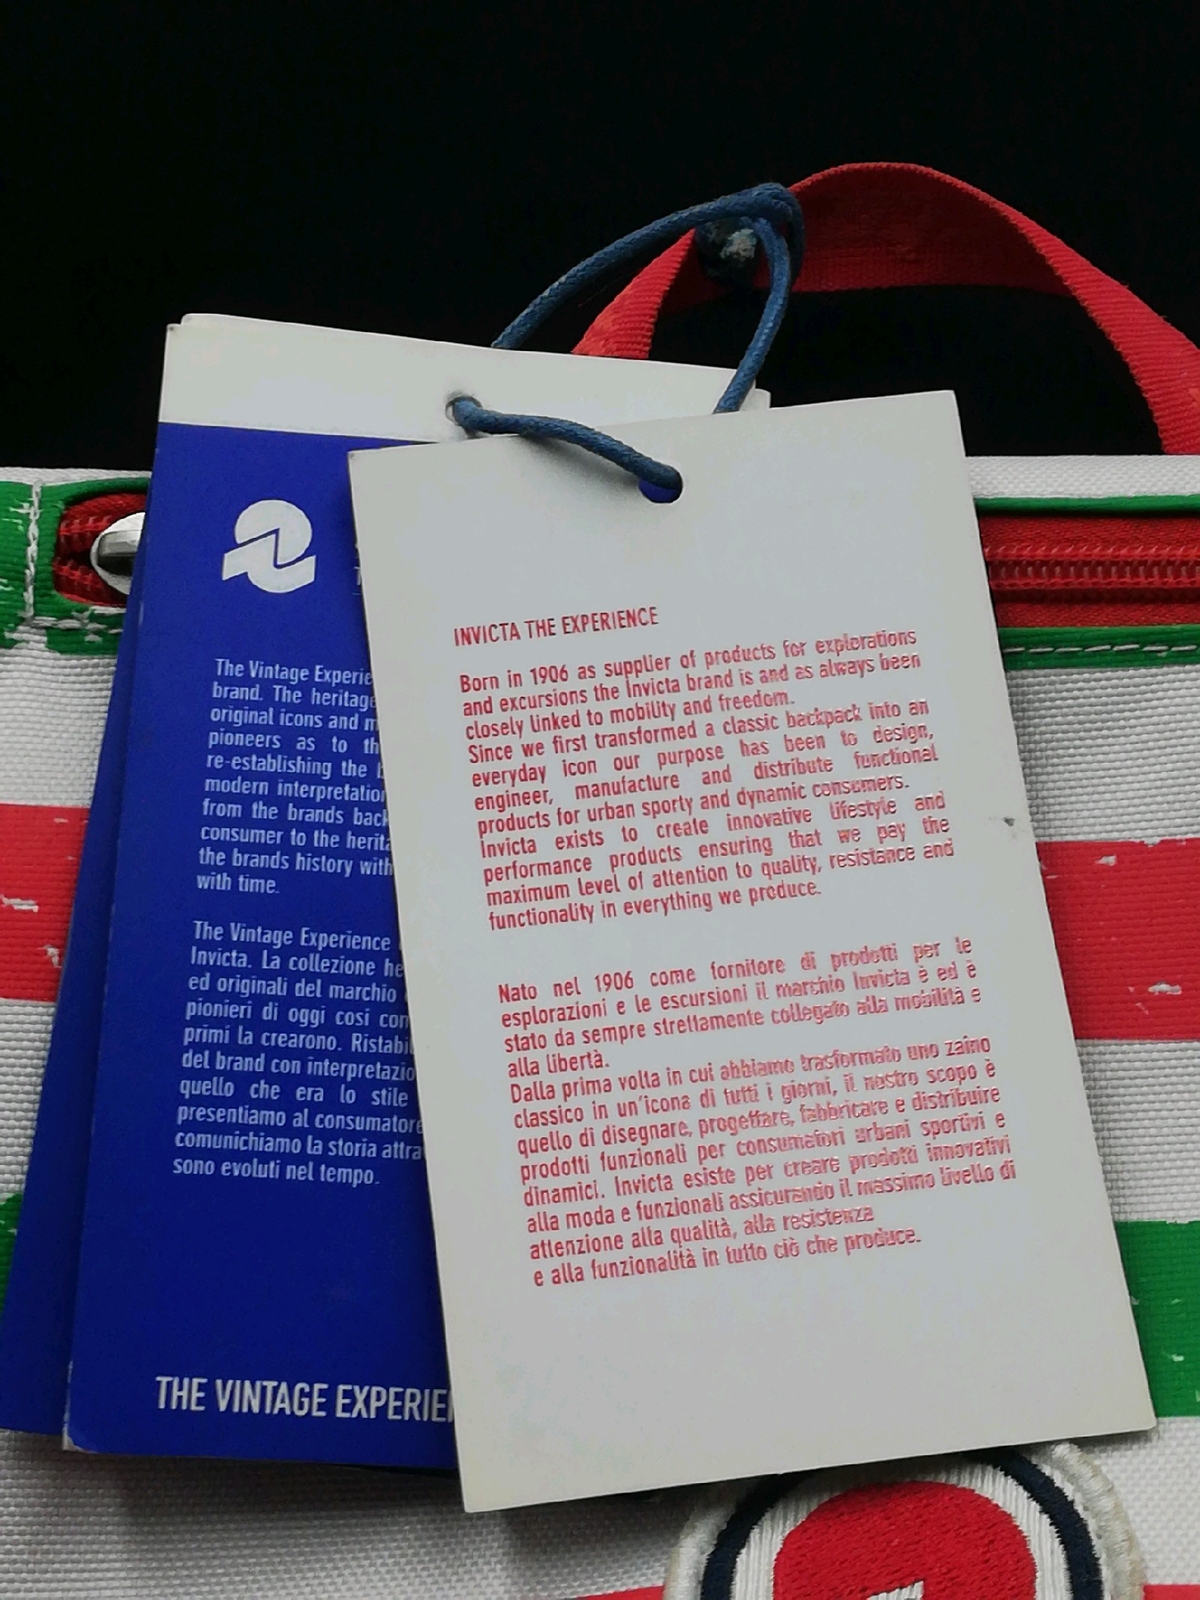 The Vintage Experie
brand. The heritage
original icons and m
pioneers as to th
re-establishing the
modern interpretation
from the brands back
consumer to the herita
the brands history with
with time.
The Vintage Experience
Invicta. La collezione he
ed originali del marchio
pionieri di oggi così con
primi la crearono. Ristabi
del brand con interpretazio
quello che era lo stile
presentiamo al consumatore
comunichiamo la storia attra
sono evoluti nel tempo.
THE VINTAGE EXPERIE
INVICTA THE EXPERIENCE
Born in 1906 as supplier of products for explorations
and excursions the Invicta brand is and as always been
closely linked to mobility and freedom.
Since we first transformed a classic backpack into an
everyday icon our purpose has been to design,
engineer, manufacture and distribute functional
products for urban sporty and dynamic consumers.
Invicta exists to create innovative lifestyle and
performance products ensuring that we pay the
maximum level of attention to quality, resistance and
functionality in everything we produce.
Nato nel 1906 come fornitore di prodotti per le
esplorazioni e le escursioni il marchio Invicta è ed è
stato da sempre strettamente collegato alla mobilità e
alla libertà.
Dalla prima volta in cui abbiamo trasformato uno zaino
classico in un'icona di tutti i giorni, il nostro scopo è
quello di disegnare, progettare, fabbricare e distribuire
prodotti funzionali per consumatori urbani sportivi e
dinamici. Invicta esiste per creare prodotti innovativi
alla moda e funzionali assicurando il massimo livello di
attenzione alla qualità, alla resistenza
e alla funzionalità in tutto ciò che produce.